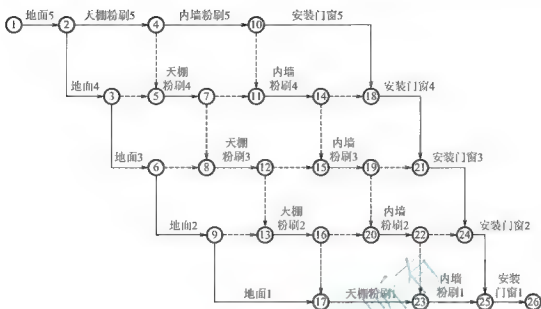 地面5 天棚粉刷5 内墙粉刷5 安装门窗5
1 2 4 10
天棚 内墙
地面4 粉刷4 粉刷4 安装门窗4
3 5 7 11 14 18
天棚 内墙
地面3 粉刷3 粉刷3 安装门窗3
6 8 12 15 19 21
天棚 内墙
地面2 粉刷2 粉刷2 安装门窗2
9 13 16 20 22 24
内墙 安装
地面1 天棚粉刷1 粉刷1 门窗1
17 23 25 26